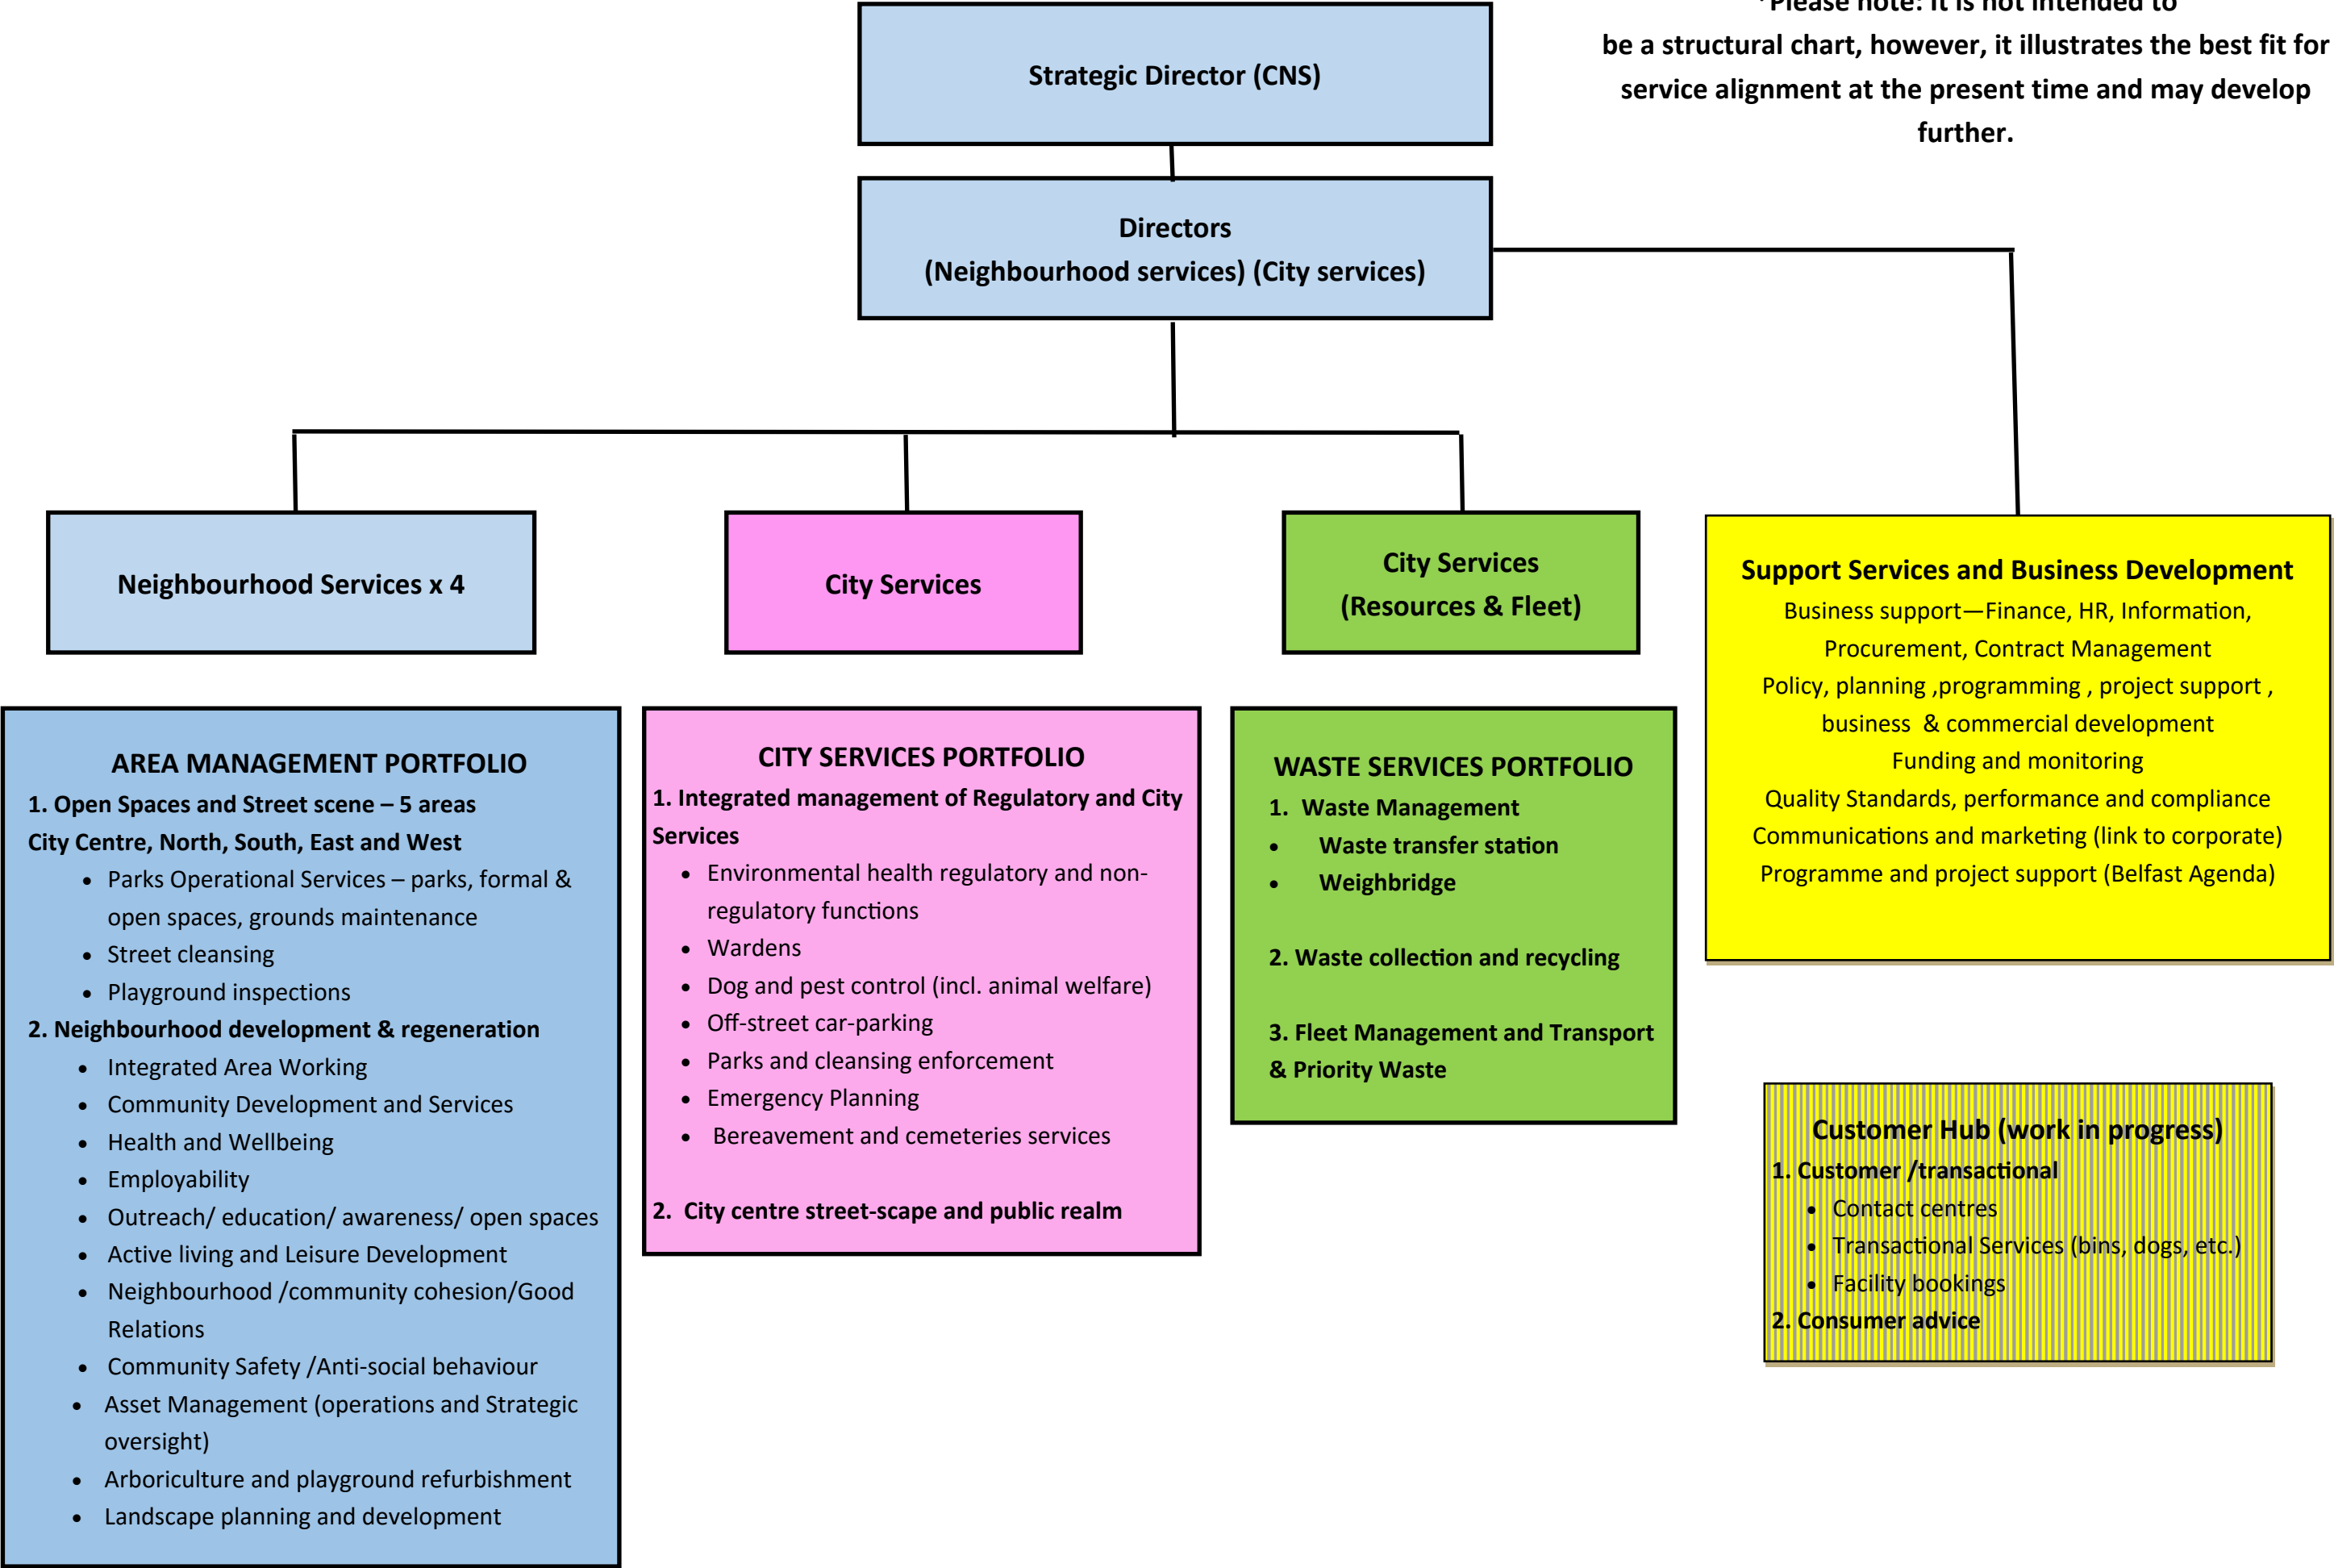 *Please note: It is not intended to
be a structural chart, however, it illustrates the best fit for
service alignment at the present time and may develop
further.
Strategic Director (CNS)
Directors
(Neighbourhood services) (City services)
Neighbourhood Services x 4
City Services
City Services
(Resources & Fleet)
Support Services and Business Development
Business support—Finance, HR, Information,
Procurement, Contract Management
Policy, planning ,programming , project support ,
business & commercial development
Funding and monitoring
Quality Standards, performance and compliance
Communications and marketing (link to corporate)
Programme and project support (Belfast Agenda)
AREA MANAGEMENT PORTFOLIO
1. Open Spaces and Street scene – 5 areas
City Centre, North, South, East and West
• Parks Operational Services – parks, formal &
open spaces, grounds maintenance
• Street cleansing
• Playground inspections
2. Neighbourhood development & regeneration
• Integrated Area Working
• Community Development and Services
• Health and Wellbeing
• Employability
• Outreach/ education/ awareness/ open spaces
• Active living and Leisure Development
• Neighbourhood /community cohesion/Good
Relations
• Community Safety /Anti-social behaviour
• Asset Management (operations and Strategic
oversight)
• Arboriculture and playground refurbishment
• Landscape planning and development
CITY SERVICES PORTFOLIO
1. Integrated management of Regulatory and City
Services
• Environmental health regulatory and non-
regulatory functions
• Wardens
• Dog and pest control (incl. animal welfare)
• Off-street car-parking
• Parks and cleansing enforcement
• Emergency Planning
• Bereavement and cemeteries services
2. City centre street-scape and public realm
WASTE SERVICES PORTFOLIO
1. Waste Management
• Waste transfer station
• Weighbridge
2. Waste collection and recycling
3. Fleet Management and Transport
& Priority Waste
Customer Hub (work in progress)
1. Customer /transactional
• Contact centres
• Transactional Services (bins, dogs, etc.)
• Facility bookings
2. Consumer advice